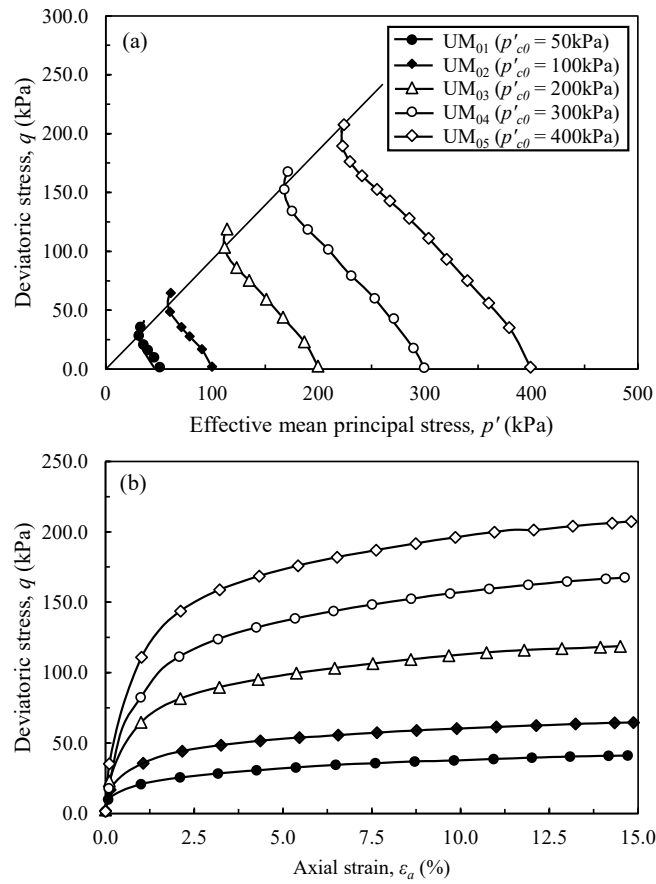 (a)
UM01 (p'c0 = 50kPa)
UM02 (p'c0 = 100kPa)
UM03 (p'c0 = 200kPa)
UM04 (p'c0 = 300kPa)
UM05 (p'c0 = 400kPa)
250.0
200.0
150.0
100.0
50.0
0.0
Deviatoric stress, q (kPa)
0 100 200 300 400 500
Effective mean principal stress, p' (kPa)
(b)
250.0
200.0
150.0
100.0
50.0
0.0
Deviatoric stress, q (kPa)
0.0 2.5 5.0 7.5 10.0 12.5 15.0
Axial strain, εa (%)